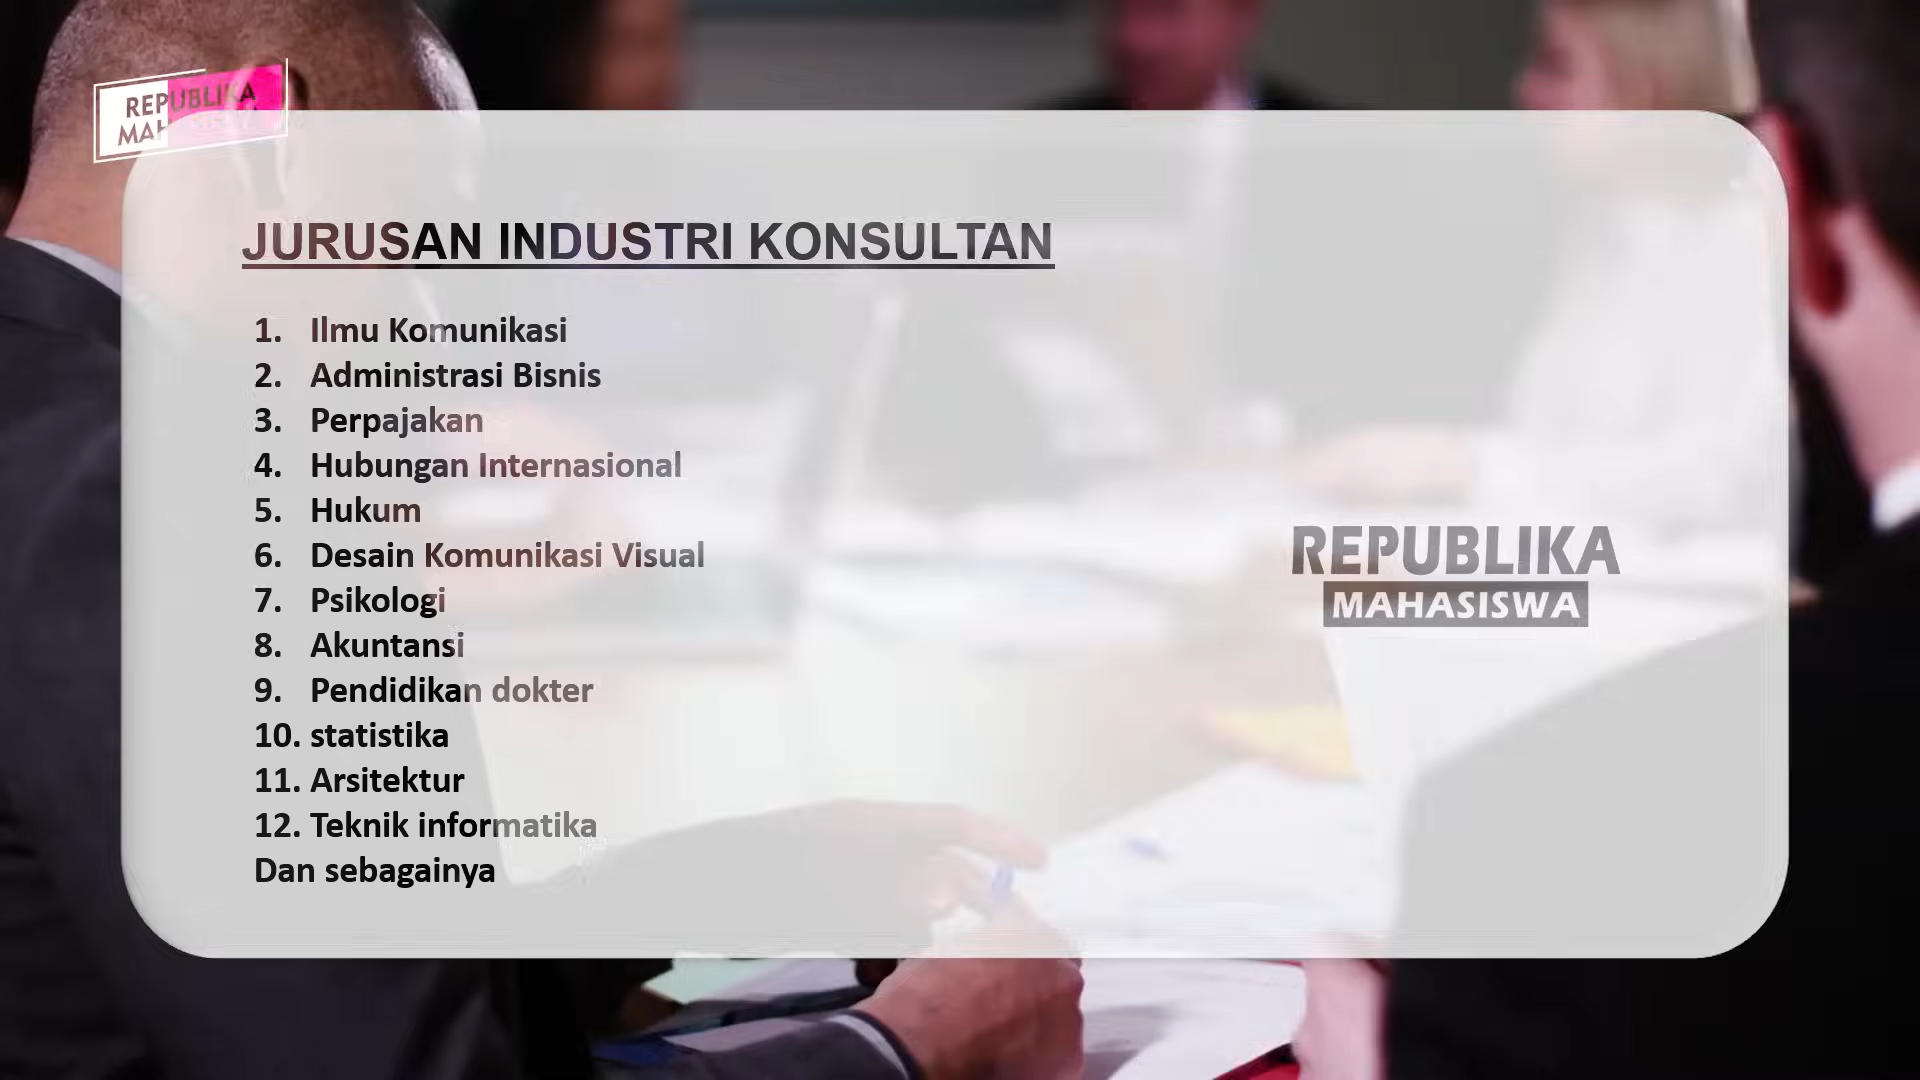 REPUBLIKA
JURUSAN INDUSTRI KONSULTAN
1. Ilmu Komunikasi
2. Administrasi Bisnis
3. Perpajakan
4. Hubungan Internasional
5. Hukum
6. Desain Komunikasi Visual
7. Psikologi
8. Akuntansi
9. Pendidikan dokter
10. statistika
11. Arsitektur
12. Teknik informatika
Dan sebagainya
REPUBLIKA
MAHASISWA